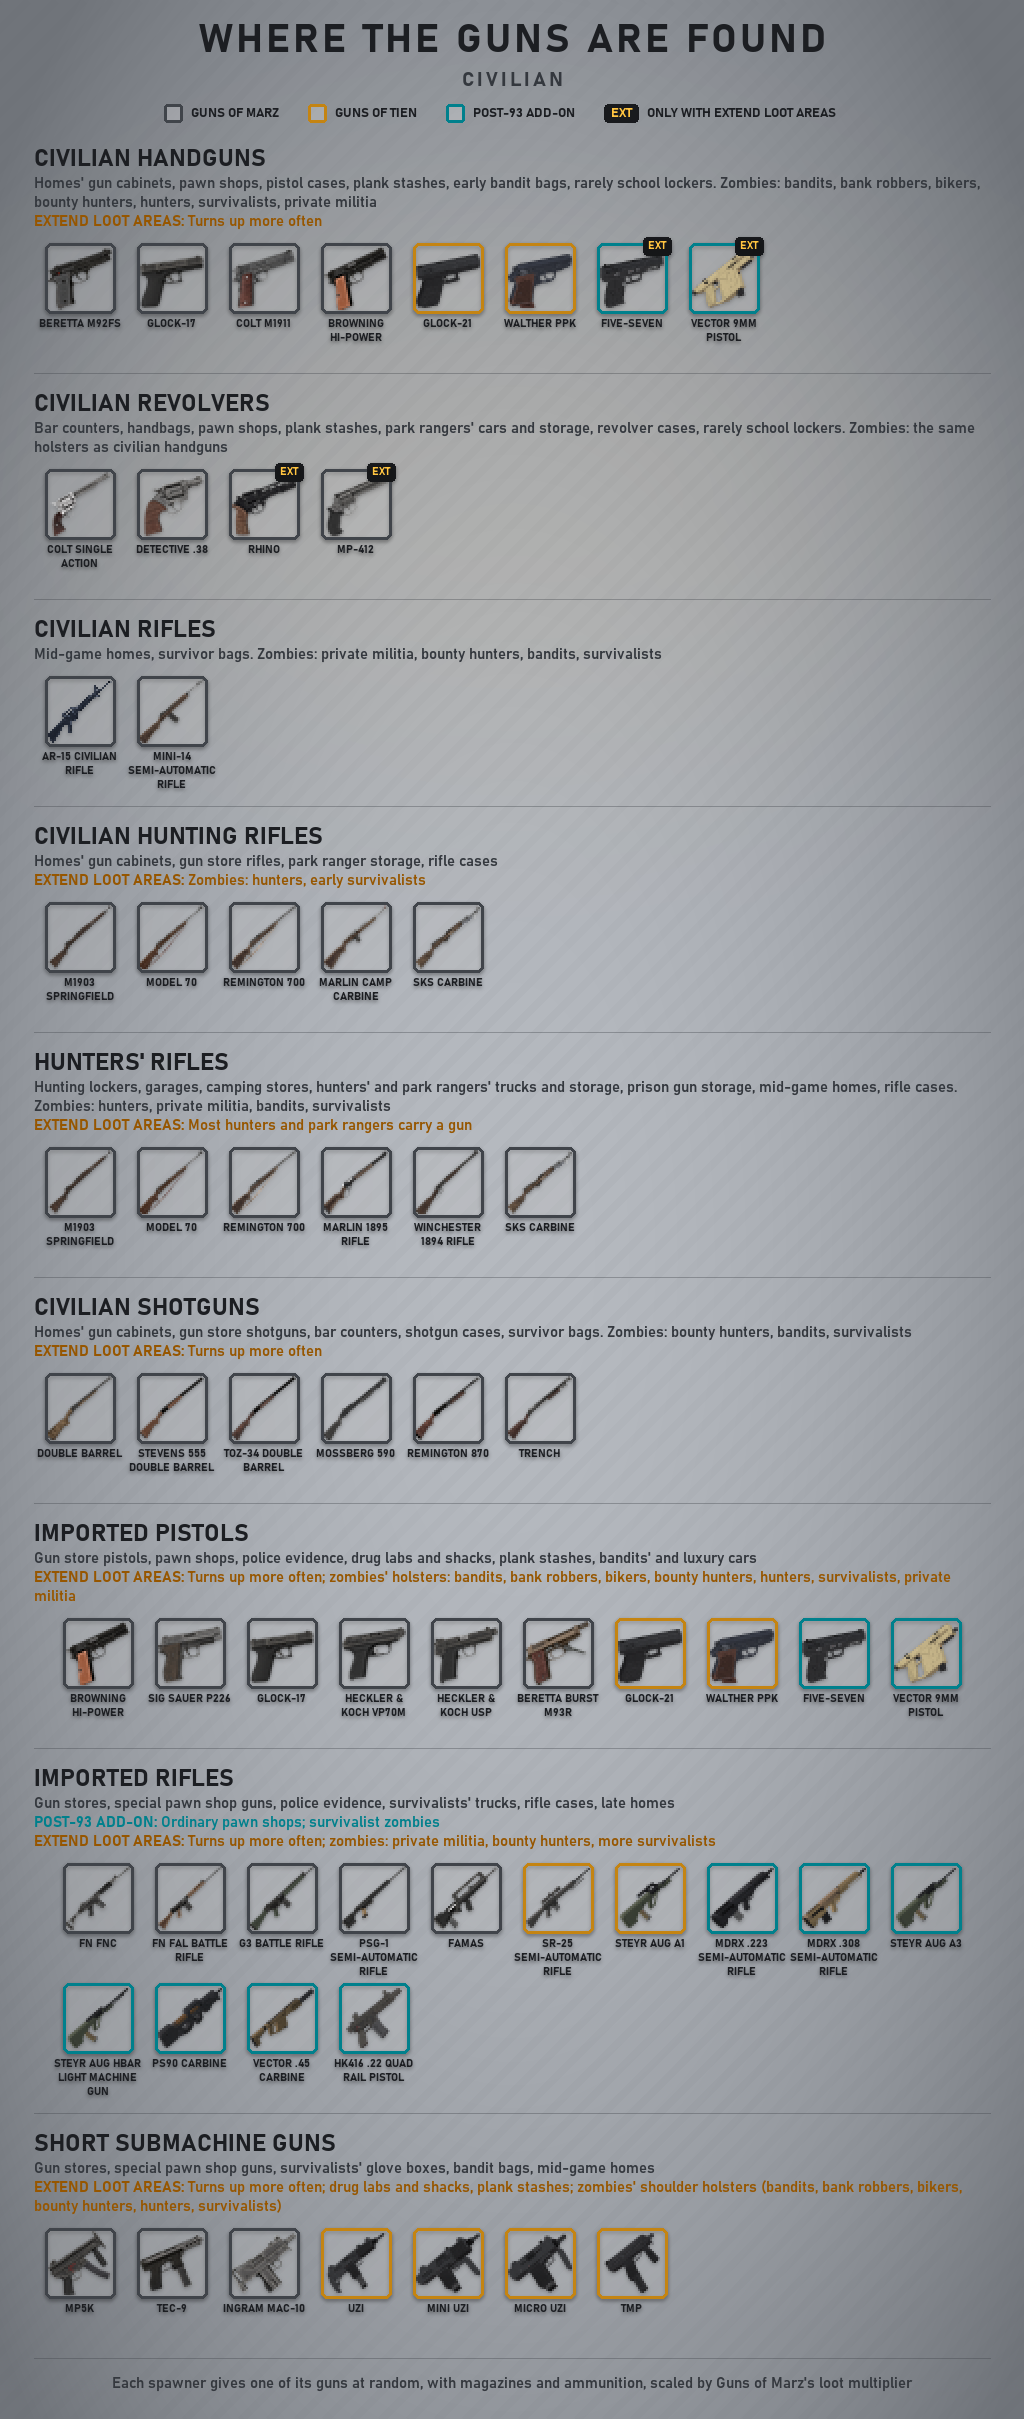 WHERE THE GUNS ARE FOUND
CIVILIAN
GUNS OF MARZ
GUNS OF TIEN
POST-93 ADD-ON
EXT ONLY WITH EXTEND LOOT AREAS
CIVILIAN HANDGUNS
Homes' gun cabinets, pawn shops, pistol cases, plank stashes, early bandit bags, rarely school lockers. Zombies: bandits, bank robbers, bikers,
bounty hunters, hunters, survivalists, private militia
EXTEND LOOT AREAS: Turns up more often
EXT
EXT
BERETTA M92FS
GLOCK-17
COLT M1911
BROWNING
HI-POWER
GLOCK-21
WALTHER PPK
FIVE-SEVEN
VECTOR 9MM
PISTOL
CIVILIAN REVOLVERS
Bar counters, handbags, pawn shops, plank stashes, park rangers' cars and storage, revolver cases, rarely school lockers. Zombies: the same
holsters as civilian handguns
EXT
EXT
COLT SINGLE
ACTION
DETECTIVE .38
RHINO
MP-412
CIVILIAN RIFLES
Mid-game homes, survivor bags. Zombies: private militia, bounty hunters, bandits, survivalists
AR-15 CIVILIAN
RIFLE
MINI-14
SEMI-AUTOMATIC
RIFLE
CIVILIAN HUNTING RIFLES
Homes' gun cabinets, gun store rifles, park ranger storage, rifle cases
EXTEND LOOT AREAS: Zombies: hunters, early survivalists
M1903
SPRINGFIELD
MODEL 70
REMINGTON 700
MARLIN CAMP
CARBINE
SKS CARBINE
HUNTERS' RIFLES
Hunting lockers, garages, camping stores, hunters' and park rangers' trucks and storage, prison gun storage, mid-game homes, rifle cases.
Zombies: hunters, private militia, bandits, survivalists
EXTEND LOOT AREAS: Most hunters and park rangers carry a gun
M1903
SPRINGFIELD
MODEL 70
REMINGTON 700
MARLIN 1895
RIFLE
WINCHESTER
1894 RIFLE
SKS CARBINE
CIVILIAN SHOTGUNS
Homes' gun cabinets, gun store shotguns, bar counters, shotgun cases, survivor bags. Zombies: bounty hunters, bandits, survivalists
EXTEND LOOT AREAS: Turns up more often
DOUBLE BARREL
STEVENS 555
DOUBLE BARREL
TOZ-34 DOUBLE
BARREL
MOSSBERG 590
REMINGTON 870
TRENCH
IMPORTED PISTOLS
Gun store pistols, pawn shops, police evidence, drug labs and shacks, plank stashes, bandits' and luxury cars
EXTEND LOOT AREAS: Turns up more often; zombies' holsters: bandits, bank robbers, bikers, bounty hunters, hunters, survivalists, private
militia
BROWNING
HI-POWER
SIG SAUER P226
GLOCK-17
HECKLER &
KOCH VP70M
HECKLER &
KOCH USP
BERETTA BURST
M93R
GLOCK-21
WALTHER PPK
FIVE-SEVEN
VECTOR 9MM
PISTOL
IMPORTED RIFLES
Gun stores, special pawn shop guns, police evidence, survivalists' trucks, rifle cases, late homes
POST-93 ADD-ON: Ordinary pawn shops; survivalist zombies
EXTEND LOOT AREAS: Turns up more often; zombies: private militia, bounty hunters, more survivalists
FN FNC
FN FAL BATTLE
RIFLE
G3 BATTLE RIFLE
PSG-1
SEMI-AUTOMATIC
RIFLE
FAMAS
SR-25
SEMI-AUTOMATIC
RIFLE
STEYR AUG A1
MDRX .223
SEMI-AUTOMATIC
RIFLE
MDRX .308
SEMI-AUTOMATIC
RIFLE
STEYR AUG A3
STEYR AUG HBAR
LIGHT MACHINE
GUN
PS90 CARBINE
VECTOR .45
CARBINE
HK416 .22 QUAD
RAIL PISTOL
SHORT SUBMACHINE GUNS
Gun stores, special pawn shop guns, survivalists' glove boxes, bandit bags, mid-game homes
EXTEND LOOT AREAS: Turns up more often; drug labs and shacks, plank stashes; zombies' shoulder holsters (bandits, bank robbers, bikers,
bounty hunters, hunters, survivalists)
MP5K
TEC-9
INGRAM MAC-10
UZI
MINI UZI
MICRO UZI
TMP
Each spawner gives one of its guns at random, with magazines and ammunition, scaled by Guns of Marz's loot multiplier